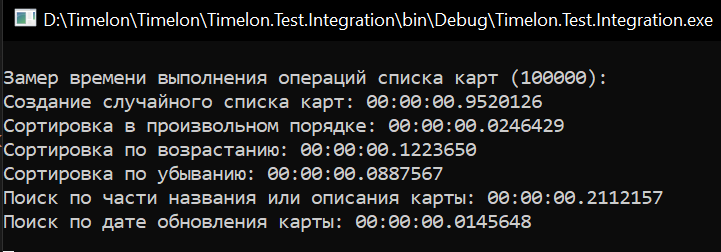 D:\Timelon\Timelon\Timelon.Test.Integration\bin\Debug\Timelon.Test.Integration.exe
Замер времени выполнения операций списка карт (100000):
Создание случайного списка карт: 00:00:00.9520126
Сортировка в произвольном порядке: 00:00:00.0246429
Сортировка по возрастанию: 00:00:00.1223650
Сортировка по убыванию: 00:00:00.0887567
Поиск по части названия или описания карты: 00:00:00.2112157
Поиск по дате обновления карты: 00:00:00.0145648